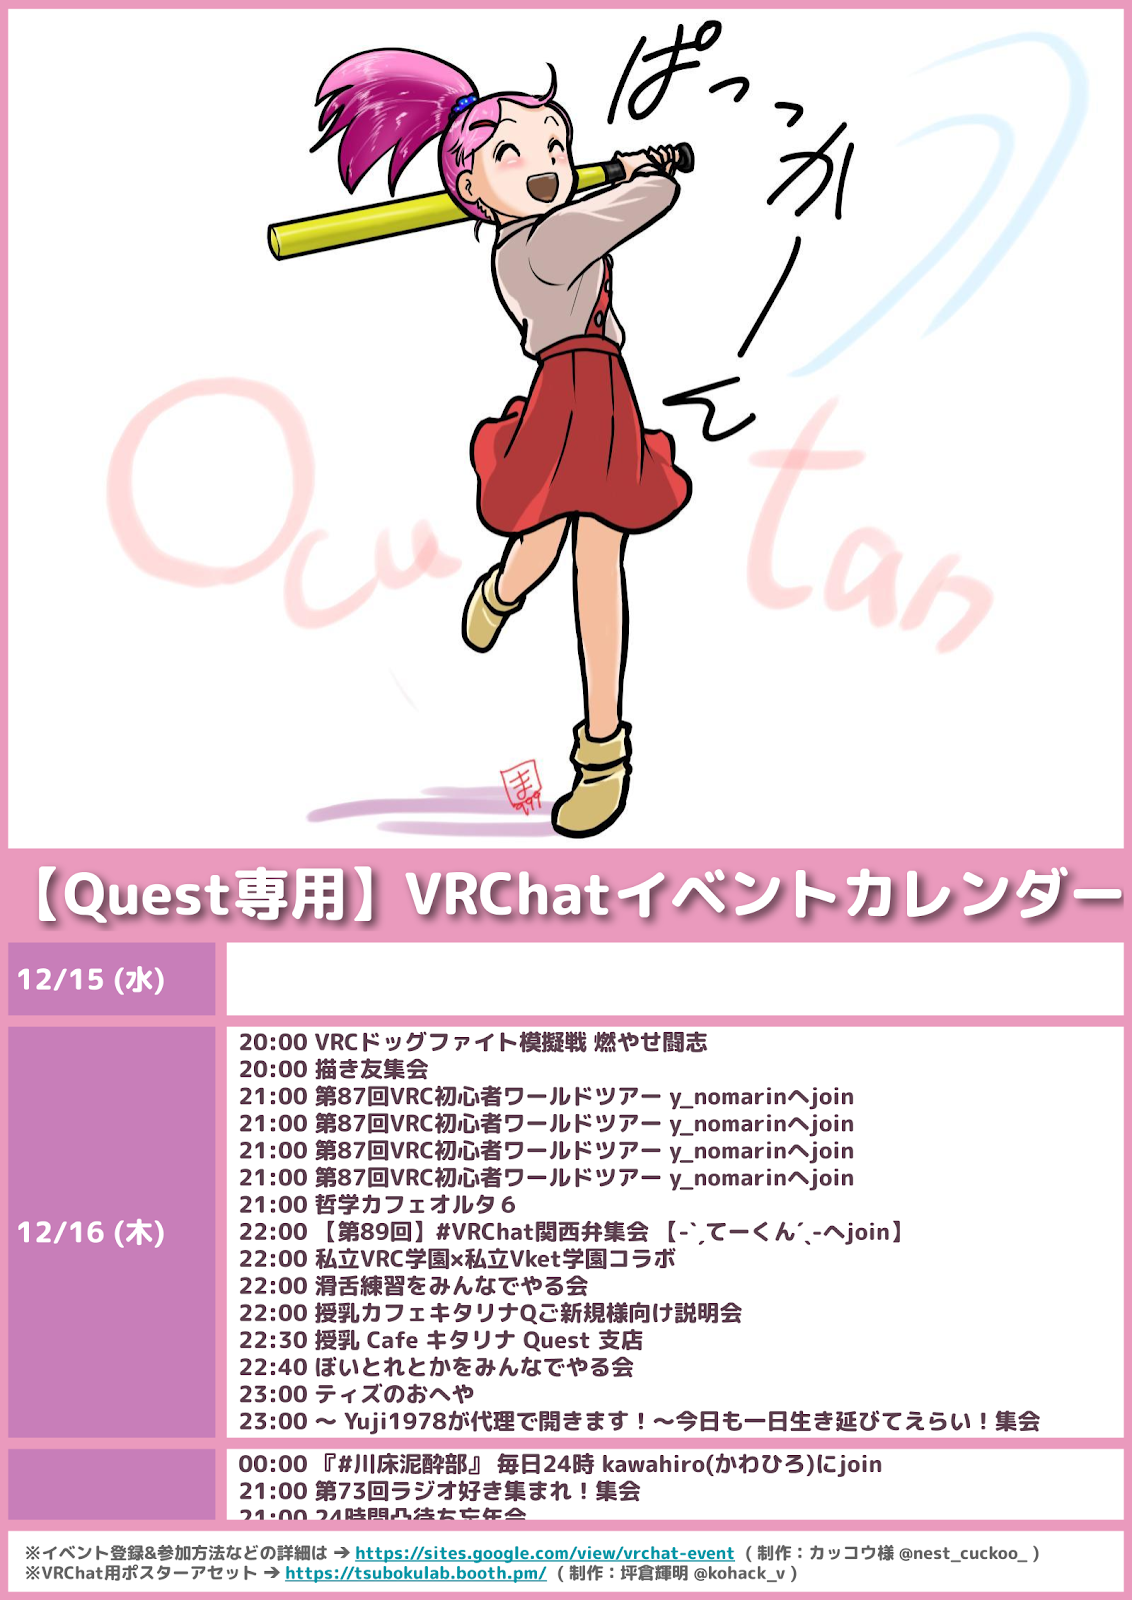 ぱっっかーん
Ocu tan
ま
999
【Quest専用】VRChatイベントカレンダー
12/15 (水)
12/16 (木)
20:00 VRCドッグファイト模擬戦 燃やせ闘志
20:00 描き友集会
21:00 第87回VRC初心者ワールドツアー y_nomarinへjoin
21:00 第87回VRC初心者ワールドツアー y_nomarinへjoin
21:00 第87回VRC初心者ワールドツアー y_nomarinへjoin
21:00 第87回VRC初心者ワールドツアー y_nomarinへjoin
21:00 哲学カフェオルタ６
22:00 【第89回】#VRChat関西弁集会 【-`ˏてーくん´ˎ-へjoin】
22:00 私立VRC学園×私立Vket学園コラボ
22:00 滑舌練習をみんなでやる会
22:00 授乳カフェキタリナQご新規様向け説明会
22:30 授乳 Cafe キタリナ Quest 支店
22:40 ぼいとれとかをみんなでやる会
23:00 ティズのおへや
23:00 ～ Yuji1978が代理で開きます！～今日も一日生き延びてえらい！集会
00:00 『#川床泥酔部』 毎日24時 kawahiro(かわひろ)にjoin
21:00 第73回ラジオ好き集まれ！集会
21:00 24時間凸待ち忘年会
※イベント登録&参加方法などの詳細は ➔ https://sites.google.com/view/vrchat-event ( 制作：カッコウ様 @nest_cuckoo_ )
※VRChat用ポスターアセット ➔ https://tsubokulab.booth.pm/ ( 制作：坪倉輝明 @kohack_v )